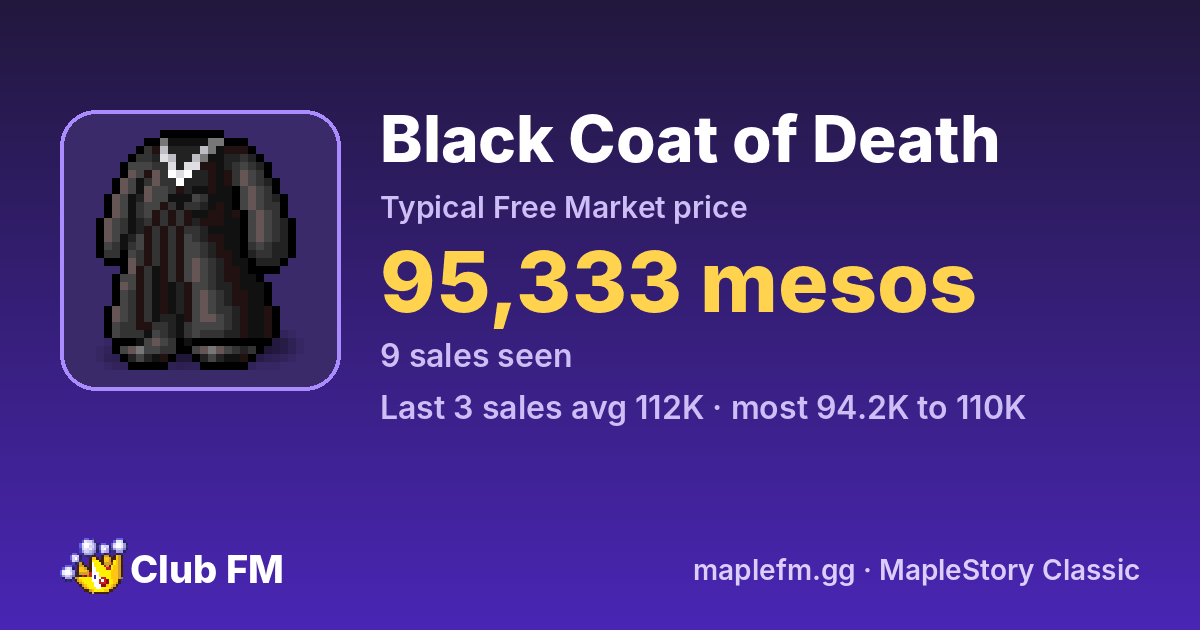 Black Coat of Death
Typical Free Market price
95,333 mesos
9 sales seen
Last 3 sales avg 112K · most 94.2K to 110K
Club FM
maplefm.gg · MapleStory Classic